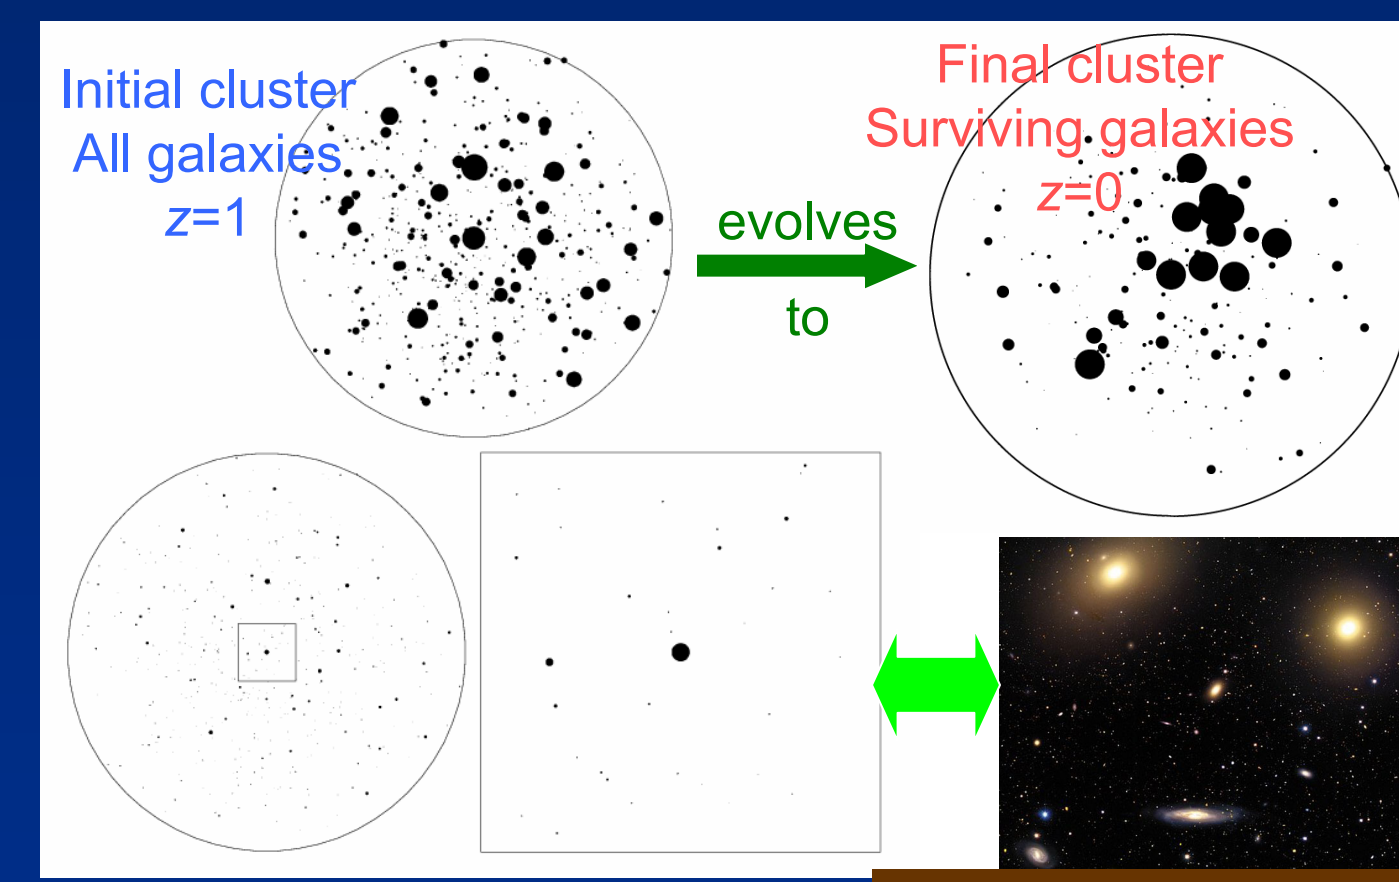 Initial cluster
All galaxies
z=1
evolves
to
Final cluster
Surviving galaxies
z=0